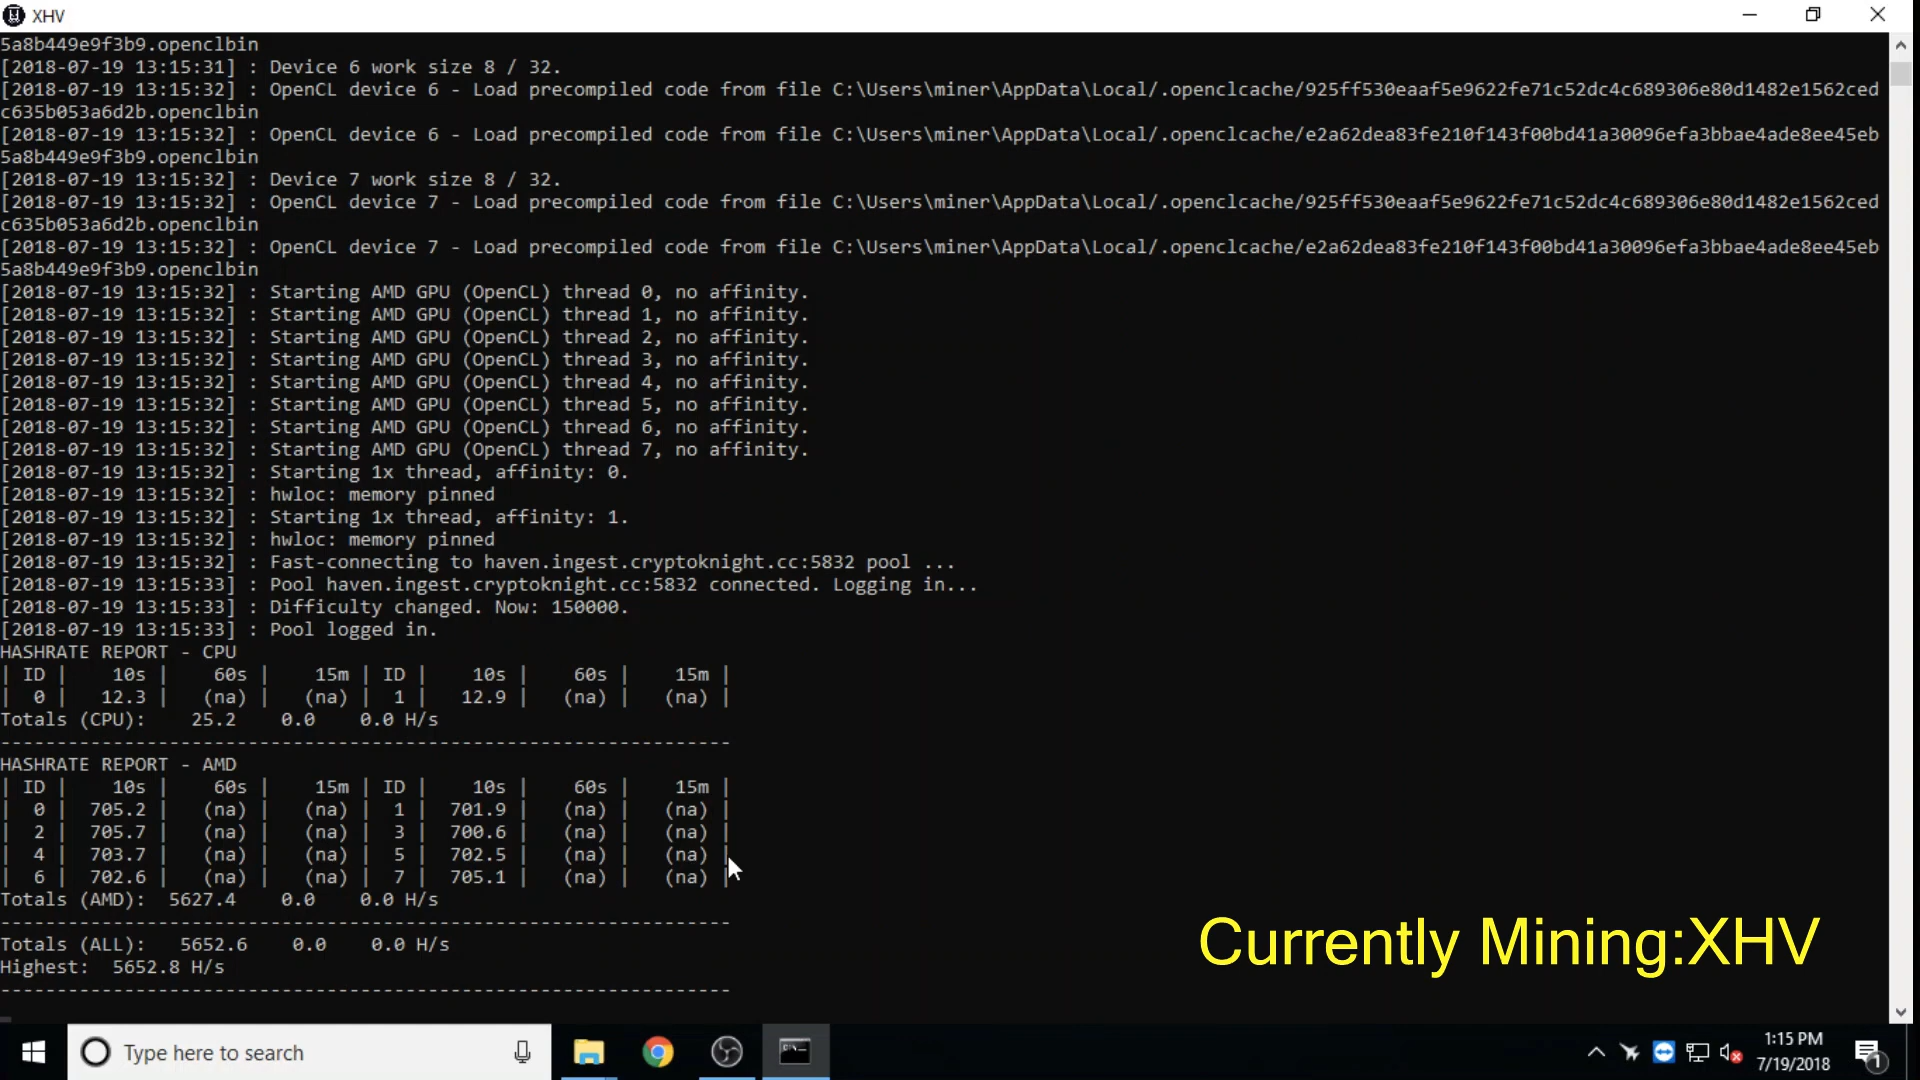 XHV
5a8b449e9f3b9.openclbin
[2018-07-19 13:15:31] : Device 6 work size 8 / 32.
[2018-07-19 13:15:32] : OpenCL device 6 - Load precompiled code from file C:\Users\miner\AppData\Local/.openclcache/925ff530eaaf5e9622fe71c52dc4c689306e80d1482e1562ced
c635b053a6d2b.openclbin
[2018-07-19 13:15:32] : OpenCL device 6 - Load precompiled code from file C:\Users\miner\AppData\Local/.openclcache/e2a62dea83fe210f143f00bd41a30096efa3bbae4ade8ee45eb
5a8b449e9f3b9.openclbin
[2018-07-19 13:15:32] : Device 7 work size 8 / 32.
[2018-07-19 13:15:32] : OpenCL device 7 - Load precompiled code from file C:\Users\miner\AppData\Local/.openclcache/925ff530eaaf5e9622fe71c52dc4c689306e80d1482e1562ced
c635b053a6d2b.openclbin
[2018-07-19 13:15:32] : OpenCL device 7 - Load precompiled code from file C:\Users\miner\AppData\Local/.openclcache/e2a62dea83fe210f143f00bd41a30096efa3bbae4ade8ee45eb
5a8b449e9f3b9.openclbin
[2018-07-19 13:15:32] : Starting AMD GPU (OpenCL) thread 0, no affinity.
[2018-07-19 13:15:32] : Starting AMD GPU (OpenCL) thread 1, no affinity.
[2018-07-19 13:15:32] : Starting AMD GPU (OpenCL) thread 2, no affinity.
[2018-07-19 13:15:32] : Starting AMD GPU (OpenCL) thread 3, no affinity.
[2018-07-19 13:15:32] : Starting AMD GPU (OpenCL) thread 4, no affinity.
[2018-07-19 13:15:32] : Starting AMD GPU (OpenCL) thread 5, no affinity.
[2018-07-19 13:15:32] : Starting AMD GPU (OpenCL) thread 6, no affinity.
[2018-07-19 13:15:32] : Starting AMD GPU (OpenCL) thread 7, no affinity.
[2018-07-19 13:15:32] : Starting 1x thread, affinity: 0.
[2018-07-19 13:15:32] : hwloc: memory pinned
[2018-07-19 13:15:32] : Starting 1x thread, affinity: 1.
[2018-07-19 13:15:32] : hwloc: memory pinned
[2018-07-19 13:15:32] : Fast-connecting to haven.ingest.cryptoknight.cc:5832 pool ...
[2018-07-19 13:15:33] : Pool haven.ingest.cryptoknight.cc:5832 connected. Logging in...
[2018-07-19 13:15:33] : Difficulty changed. Now: 150000.
[2018-07-19 13:15:33] : Pool logged in.
HASHRATE REPORT - CPU
| ID |    10s |    60s |    15m | ID |    10s |    60s |    15m |
|  0 |   12.3 |   (na) |   (na) |  1 |   12.9 |   (na) |   (na) |
Totals (CPU):    25.2    0.0    0.0 H/s
-----------------------------------------------------------------
HASHRATE REPORT - AMD
| ID |    10s |    60s |    15m | ID |    10s |    60s |    15m |
|  0 |  705.2 |   (na) |   (na) |  1 |  701.9 |   (na) |   (na) |
|  2 |  705.7 |   (na) |   (na) |  3 |  700.6 |   (na) |   (na) |
|  4 |  703.7 |   (na) |   (na) |  5 |  702.5 |   (na) |   (na) |
|  6 |  702.6 |   (na) |   (na) |  7 |  705.1 |   (na) |   (na) |
Totals (AMD):  5627.4    0.0    0.0 H/s
-----------------------------------------------------------------
Totals (ALL):   5652.6    0.0    0.0 H/s
Highest:  5652.8 H/s
-----------------------------------------------------------------
Currently Mining:XHV
Type here to search
1:15 PM
7/19/2018
1